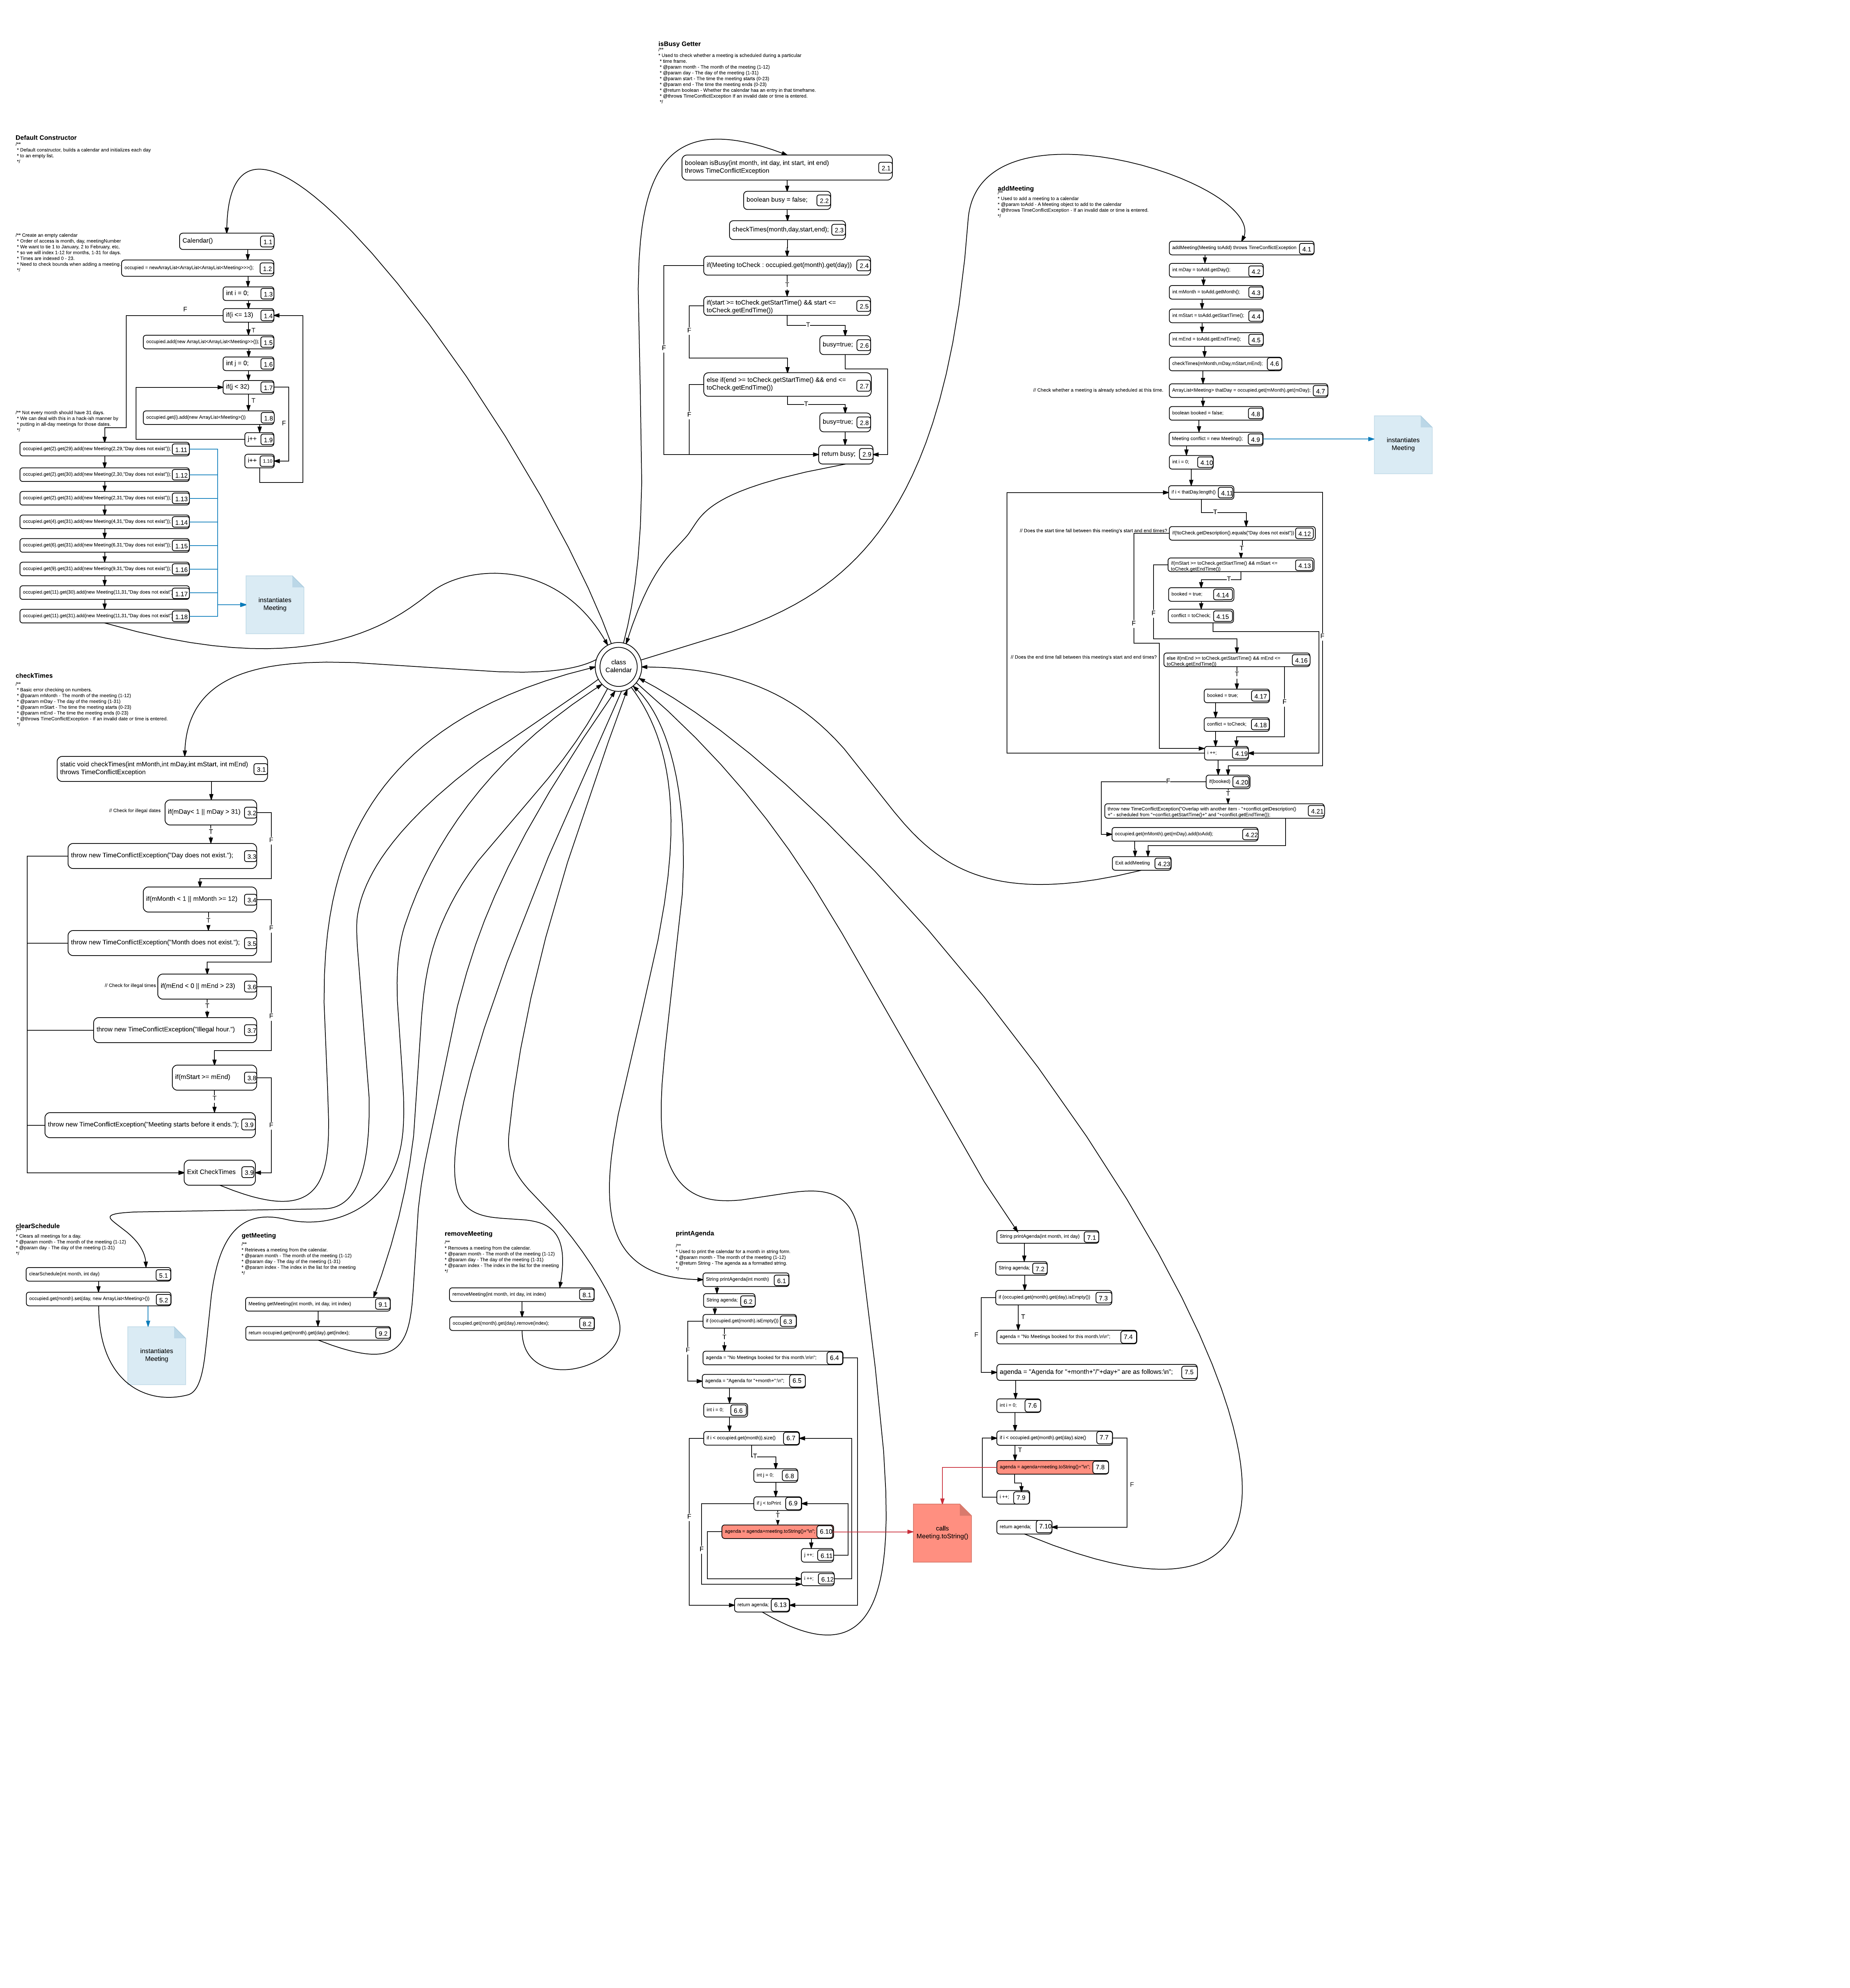 isBusy Getter
/**
* Used to check whether a meeting is scheduled during a particular
* time frame.
* @param month - The month of the meeting (1-12)
* @param day - The day of the meeting (1-31)
* @param start - The time the meeting starts (0-23)
* @param end - The time the meeting ends (0-23)
* @return boolean - Whether the calendar has an entry in that timeframe.
* @throws TimeConflictException If an invalid date or time is entered.
*/
boolean isBusy(int month, int day, int start, int end)
throws TimeConflictException
2.1
boolean busy = false;
2.2
checkTimes(month,day,start,end);
2.3
if(Meeting toCheck : occupied.get(month).get(day))
2.4
T
if(start >= toCheck.getStartTime() && start <=
toCheck.getEndTime())
2.5
T
F
F
busy=true;
2.6
else if(end >= toCheck.getStartTime() && end <=
toCheck.getEndTime())
2.7
T
F
busy=true;
2.8
return busy;
2.9
Default Constructor
/**
* Default constructor, builds a calendar and initializes each day
* to an empty list.
*/
/** Create an empty calendar
* Order of access is month, day, meetingNumber
* We want to tie 1 to January, 2 to February, etc,
* so we will index 1-12 for months, 1-31 for days.
* Times are indexed 0 - 23.
* Need to check bounds when adding a meeting.
*/
Calendar()
1.1
occupied = newArrayList<ArrayList<ArrayList<Meeting>>>();
1.2
int i = 0;
1.3
F
if(i <= 13)
1.4
T
occupied.add(new ArrayList<ArrayList<Meeting>>());
1.5
int j = 0;
1.6
if(j < 32)
1.7
T
occupied.get(i).add(new ArrayList<Meeting>())
1.8
F
j++
1.9
i++
1.10
/** Not every month should have 31 days.
* We can deal with this in a hack-ish manner by
* putting in all-day meetings for those dates.
*/
occupied.get(2).get(29).add(new Meeting(2,29,"Day does not exist"));
1.11
occupied.get(2).get(30).add(new Meeting(2,30,"Day does not exist"));
1.12
occupied.get(2).get(31).add(new Meeting(2,31,"Day does not exist"));
1.13
occupied.get(4).get(31).add(new Meeting(4,31,"Day does not exist"));
1.14
occupied.get(6).get(31).add(new Meeting(6,31,"Day does not exist"));
1.15
occupied.get(9).get(31).add(new Meeting(9,31,"Day does not exist"));
1.16
occupied.get(11).get(30).add(new Meeting(11,31,"Day does not exist"
1.17
occupied.get(11).get(31).add(new Meeting(11,31,"Day does not exist"
1.18
instantiates
Meeting
class
Calendar
addMeeting
/**
* Used to add a meeting to a calendar
* @param toAdd - A Meeting object to add to the calendar
* @throws TimeConflictException - If an invalid date or time is entered.
*/
addMeeting(Meeting toAdd) throws TimeConflictException
4.1
int mDay = toAdd.getDay();
4.2
int mMonth = toAdd.getMonth();
4.3
int mStart = toAdd.getStartTime();
4.4
int mEnd = toAdd.getEndTime();
4.5
checkTimes(mMonth,mDay,mStart,mEnd);
4.6
// Check whether a meeting is already scheduled at this time.
ArrayList<Meeting> thatDay = occupied.get(mMonth).get(mDay);
4.7
boolean booked = false;
4.8
Meeting conflict = new Meeting();
4.9
instantiates
Meeting
int i = 0;
4.10
if i < thatDay.length()
4.11
T
// Does the start time fall between this meeting's start and end times?
if(!toCheck.getDescription().equals("Day does not exist"))
4.12
T
if(mStart >= toCheck.getStartTime() && mStart <=
toCheck.getEndTime())
4.13
T
booked = true;
4.14
conflict = toCheck;
4.15
F
F
F
// Does the end time fall between this meeting's start and end times?
else if(mEnd >= toCheck.getStartTime() && mEnd <=
toCheck.getEndTime())
4.16
T
booked = true;
4.17
F
conflict = toCheck;
4.18
i ++;
4.19
F
if(booked)
4.20
T
throw new TimeConflictException("Overlap with another item - "+conflict.getDescription()
+" - scheduled from "+conflict.getStartTime()+" and "+conflict.getEndTime());
4.21
occupied.get(mMonth).get(mDay).add(toAdd);
4.22
Exit addMeeting
4.23
checkTimes
/**
* Basic error checking on numbers.
* @param mMonth - The month of the meeting (1-12)
* @param mDay - The day of the meeting (1-31)
* @param mStart - The time the meeting starts (0-23)
* @param mEnd - The time the meeting ends (0-23)
* @throws TimeConflictException - If an invalid date or time is entered.
*/
static void checkTimes(int mMonth,int mDay,int mStart, int mEnd)
throws TimeConflictException
3.1
// Check for illegal dates
if(mDay< 1 || mDay > 31)
3.2
T
F
throw new TimeConflictException("Day does not exist.");
3.3
if(mMonth < 1 || mMonth >= 12)
3.4
T
F
throw new TimeConflictException("Month does not exist.");
3.5
// Check for illegal times
if(mEnd < 0 || mEnd > 23)
3.6
T
F
throw new TimeConflictException("Illegal hour.")
3.7
if(mStart >= mEnd)
3.8
T
throw new TimeConflictException("Meeting starts before it ends.");
3.9
F
Exit CheckTimes
3.9
clearSchedule
/**
* Clears all meetings for a day.
* @param month - The month of the meeting (1-12)
* @param day - The day of the meeting (1-31)
*/
clearSchedule(int month, int day)
5.1
occupied.get(month).set(day, new ArrayList<Meeting>())
5.2
instantiates
Meeting
getMeeting
/**
* Retrieves a meeting from the calendar.
* @param month - The month of the meeting (1-12)
* @param day - The day of the meeting (1-31)
* @param index - The index in the list for the meeting
*/
Meeting getMeeting(int month, int day, int index)
9.1
return occupied.get(month).get(day).get(index);
9.2
removeMeeting
/**
* Removes a meeting from the calendar.
* @param month - The month of the meeting (1-12)
* @param day - The day of the meeting (1-31)
* @param index - The index in the list for the meeting
*/
removeMeeting(int month, int day, int index)
8.1
occupied.get(month).get(day).remove(index);
8.2
printAgenda
/**
* Used to print the calendar for a month in string form.
* @param month - The month of the meeting (1-12)
* @return String - The agenda as a formatted string.
*/
String printAgenda(int month)
6.1
String agenda;
6.2
if (occupied.get(month).isEmpty())
6.3
T
F
agenda = "No Meetings booked for this month.\n\n";
6.4
agenda = "Agenda for "+month+":\n";
6.5
int i = 0;
6.6
if i < occupied.get(month)).size()
6.7
T
int j = 0;
6.8
if j < toPrint
6.9
T
F
agenda = agenda+meeting.toString()+"\n";
6.10
F
j ++;
6.11
i ++;
6.12
return agenda;
6.13
calls
Meeting.toString()
String printAgenda(int month, int day)
7.1
String agenda;
7.2
if (occupied.get(month).get(day).isEmpty())
7.3
T
F
agenda = "No Meetings booked for this month.\n\n";
7.4
agenda = "Agenda for "+month+"/"+day+" are as follows:\n";
7.5
int i = 0;
7.6
if i < occupied.get(month).get(day).size()
7.7
T
agenda = agenda+meeting.toString()+"\n";
7.8
F
i ++;
7.9
return agenda;
7.10